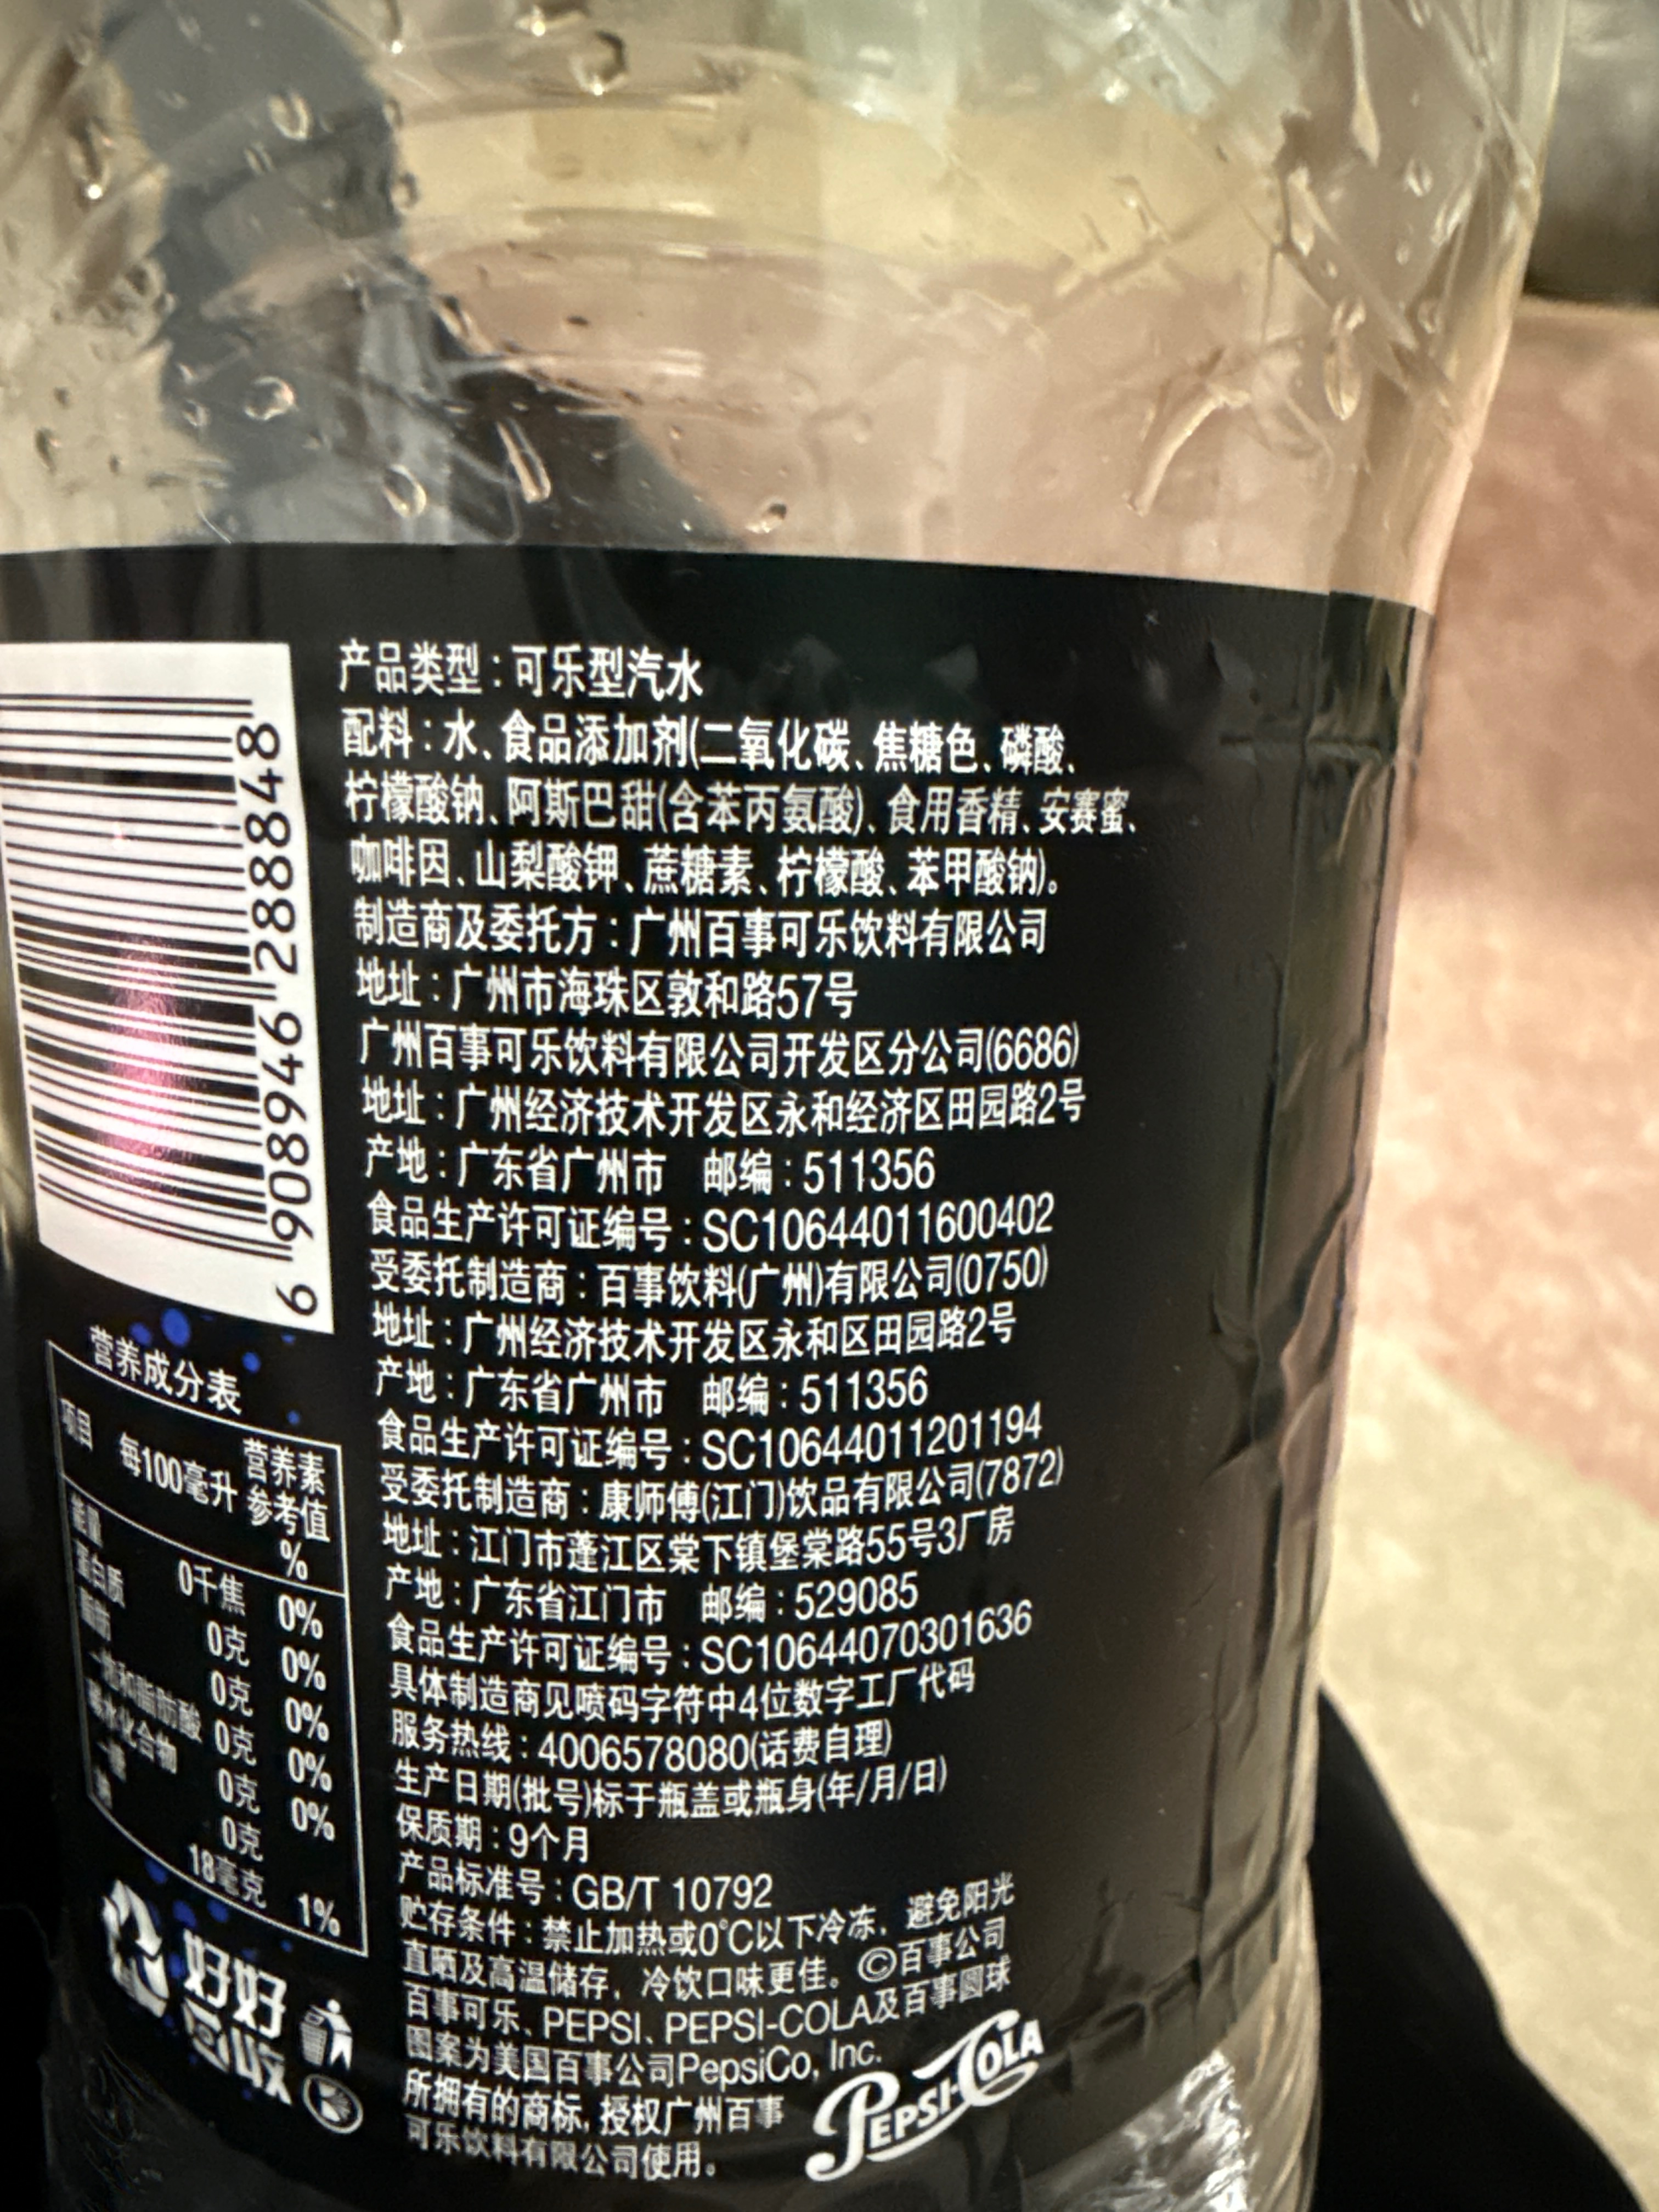 产品类型：可乐型汽水
配料：水、食品添加剂(二氧化碳、焦糖色、磷酸、
柠檬酸钠、阿斯巴甜(含苯丙氨酸)、食用香精、安赛蜜、
咖啡因、山梨酸钾、蔗糖素、柠檬酸、苯甲酸钠)。
制造商及委托方：广州百事可乐饮料有限公司
地址：广州市海珠区敦和路57号
广州百事可乐饮料有限公司开发区分公司(6686)
地址：广州经济技术开发区永和经济区田园路2号
产地：广东省广州市 邮编：511356
食品生产许可证编号：SC10644011600402
受委托制造商：百事饮料(广州)有限公司(0750)
地址：广州经济技术开发区永和区田园路2号
产地：广东省广州市 邮编：511356
食品生产许可证编号：SC10644011201194
受委托制造商：康师傅(江门)饮品有限公司(7872)
地址：江门市蓬江区棠下镇堡棠路55号3厂房
产地：广东省江门市 邮编：529085
食品生产许可证编号：SC10644070301636
具体制造商见喷码字符中4位数字工厂代码
服务热线：4006578080(话费自理)
生产日期(批号)标于瓶盖或瓶身(年/月/日)
保质期：9个月
产品标准号：GB/T 10792
贮存条件：禁止加热或0℃以下冷冻，避免阳光
直晒及高温储存，冷饮口味更佳。©百事公司
百事可乐、PEPSI、PEPSI-COLA及百事圆球
图案为美国百事公司PepsiCo, Inc.
所拥有的商标，授权广州百事
可乐饮料有限公司使用。
PEPSI-COLA
6 908946 288848
营养成分表
项目 每100毫升 营养素参考值%
能量 0千焦 0%
蛋白质 0克 0%
脂肪 0克 0%
-饱和脂肪酸 0克 0%
碳水化合物 0克 0%
-糖 0克
钠 18毫克 1%
好好
回收